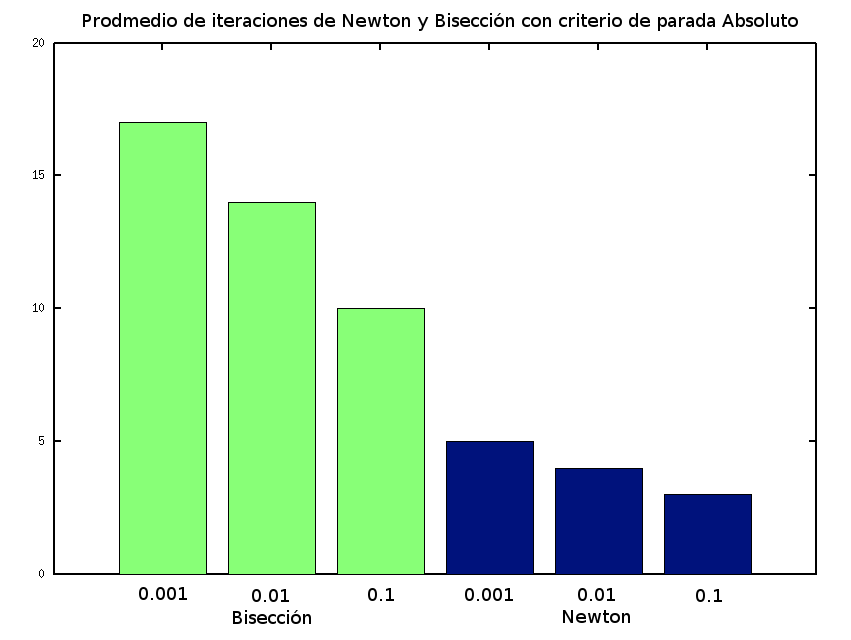 Prodmedio de iteraciones de Newton y Bisección con criterio de parada Absoluto
20
15
10
5
0
0.001 0.01 0.1 0.001 0.01 0.1
Bisección Newton